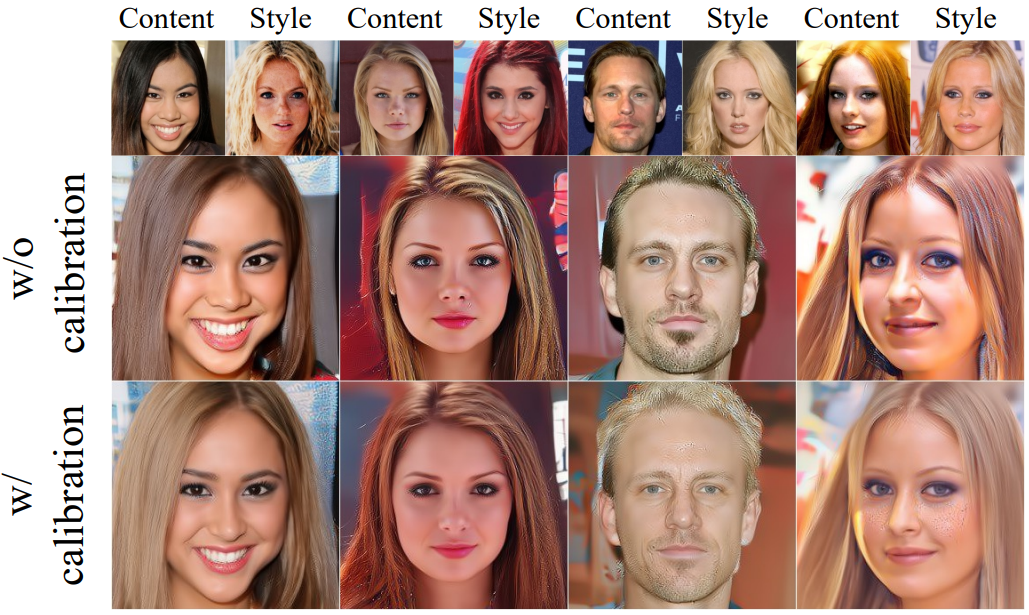 Content Style Content Style Content Style Content Style
w/o
calibration
w/
calibration